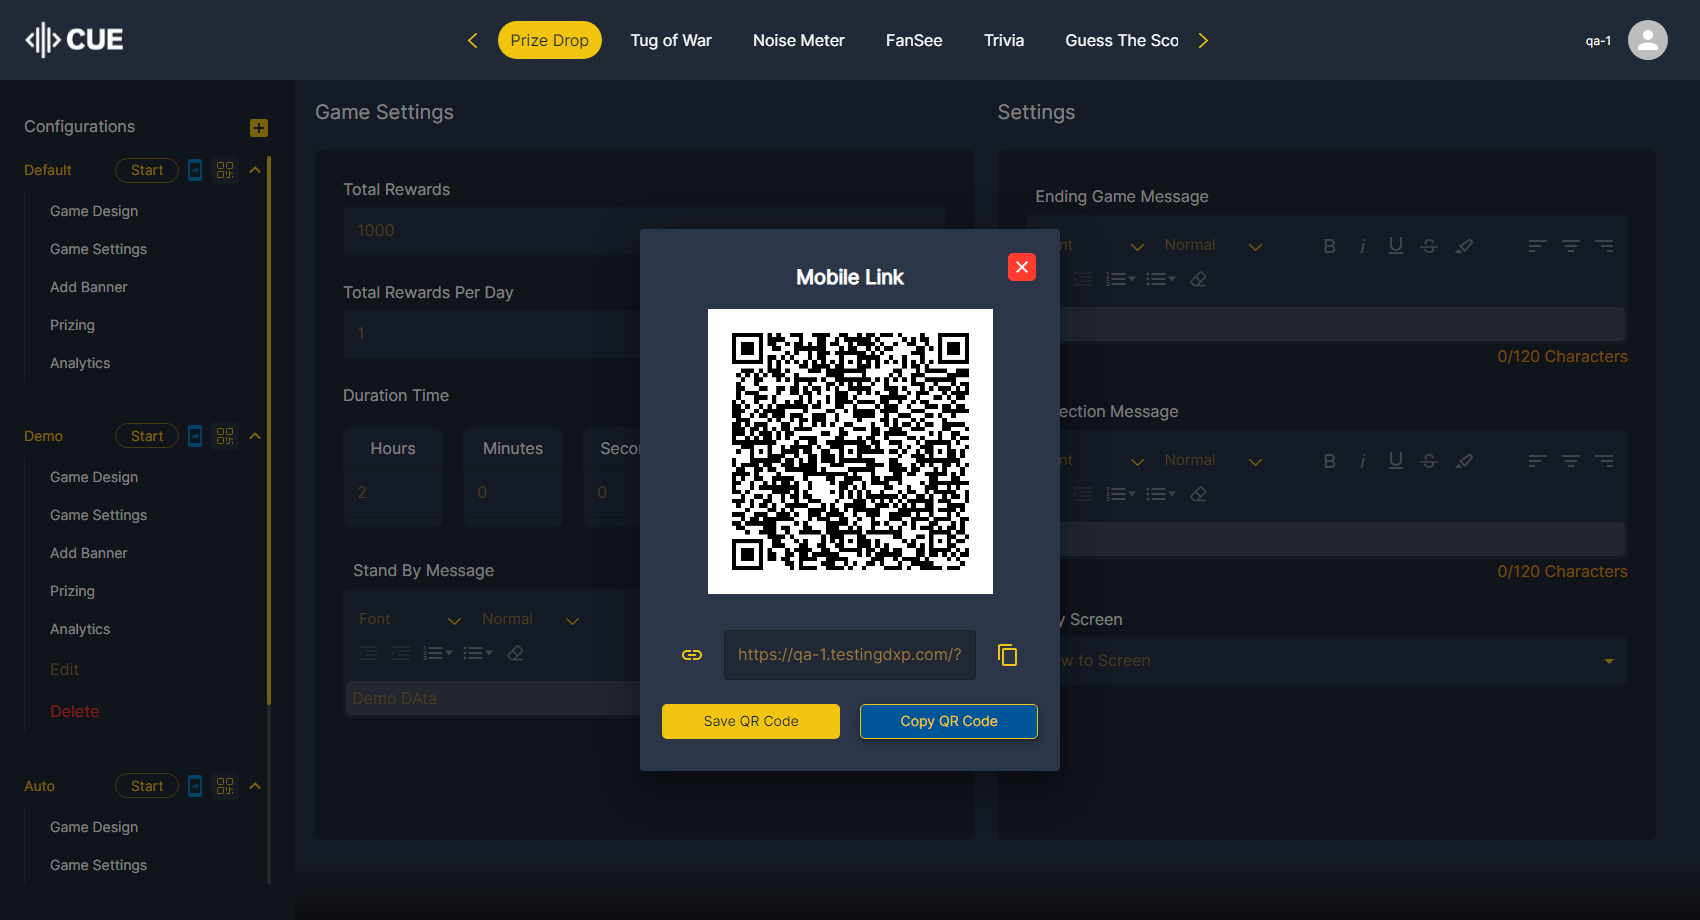 CUE
Prize Drop
Tug of War
Noise Meter
FanSee
Trivia
Guess The Sco
qa-1
Configurations
Default
Start
Game Design
Game Settings
Add Banner
Prizing
Analytics
Demo
Start
Game Design
Game Settings
Add Banner
Prizing
Analytics
Edit
Delete
Auto
Start
Game Design
Game Settings
Game Settings
Total Rewards
1000
Total Rewards Per Day
1
Duration Time
Hours
Minutes
Secon
2
0
0
Stand By Message
Font
Normal
Demo DAta
Mobile Link
https://qa-1.testingdxp.com/?
Save QR Code
Copy QR Code
Settings
Ending Game Message
nt
Normal
0/120 Characters
ection Message
nt
Normal
0/120 Characters
y Screen
w to Screen